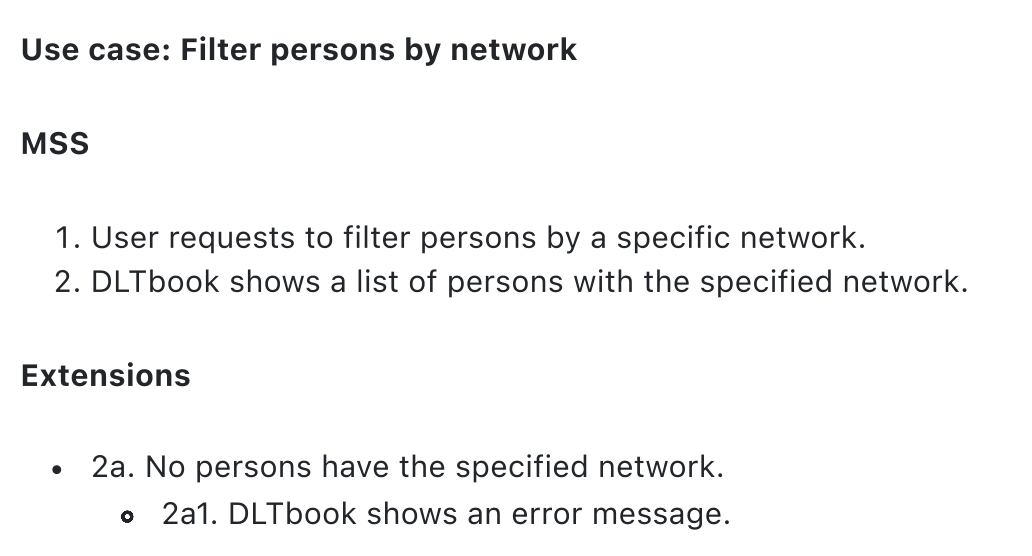 Use case: Filter persons by network
MSS
1. User requests to filter persons by a specific network.
2. DLTbook shows a list of persons with the specified network.
Extensions
• 2a. No persons have the specified network.
◦ 2a1. DLTbook shows an error message.